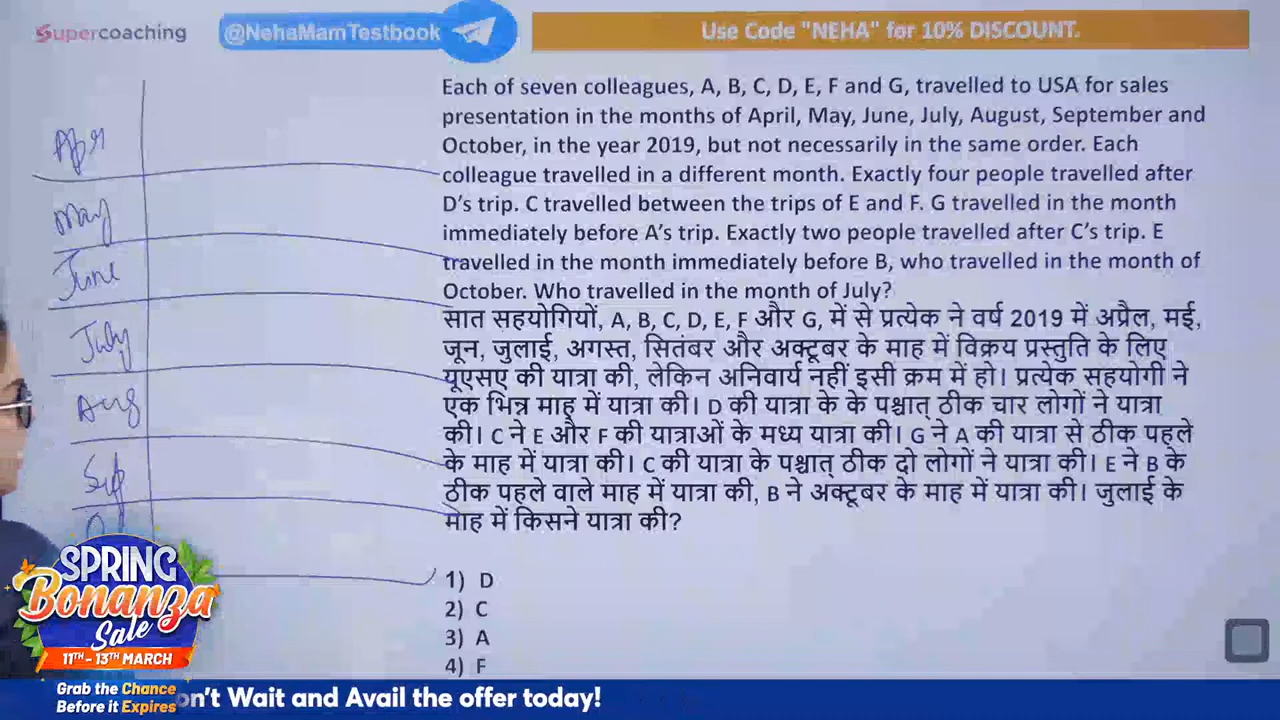 Supercoaching
@NehaMamTestbook
Use Code "NEHA" for 10% DISCOUNT.
Each of seven colleagues, A, B, C, D, E, F and G, travelled to USA for sales
presentation in the months of April, May, June, July, August, September and
October, in the year 2019, but not necessarily in the same order. Each
colleague travelled in a different month. Exactly four people travelled after
D's trip. C travelled between the trips of E and F. G travelled in the month
immediately before A's trip. Exactly two people travelled after C's trip. E
travelled in the month immediately before B, who travelled in the month of
October. Who travelled in the month of July?
सात सहयोगियों, A, B, C, D, E, F और G, में से प्रत्येक ने वर्ष 2019 में अप्रैल, मई,
जून, जुलाई, अगस्त, सितंबर और अक्टूबर के माह में विक्रय प्रस्तुति के लिए
यूएसए की यात्रा की, लेकिन अनिवार्य नहीं इसी क्रम में हो। प्रत्येक सहयोगी ने
एक भिन्न माह में यात्रा की। D की यात्रा के के पश्चात् ठीक चार लोगों ने यात्रा
की। C ने E और F की यात्राओं के मध्य यात्रा की। G ने A की यात्रा से ठीक पहले
के माह में यात्रा की। C की यात्रा के पश्चात् ठीक दो लोगों ने यात्रा की। E ने B के
ठीक पहले वाले माह में यात्रा की, B ने अक्टूबर के माह में यात्रा की। जुलाई के
माह में किसने यात्रा की?
1) D
2) C
3) A
4) F
Apr
May
June
July
Aug
Sep
SPRING
Bonanza
Sale
11TH - 13TH MARCH
Grab the Chance
Before it Expires
on't Wait and Avail the offer today!